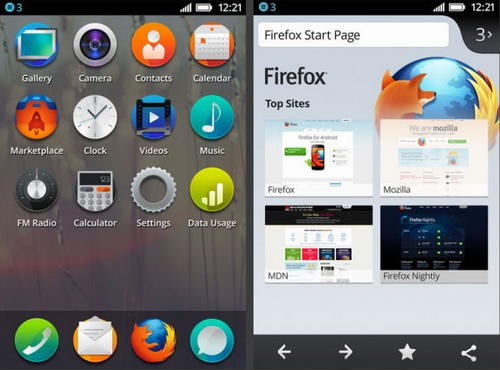 3 12:21
Gallery Camera Contacts Calendar
Marketplace Clock Videos Music
FM Radio Calculator Settings Data Usage
3 12:21
Firefox Start Page 3>
Firefox
Top Sites
Firefox for Android
We are mozilla
Firefox Mozilla
Firefox Nightly
MDN Firefox Nightly